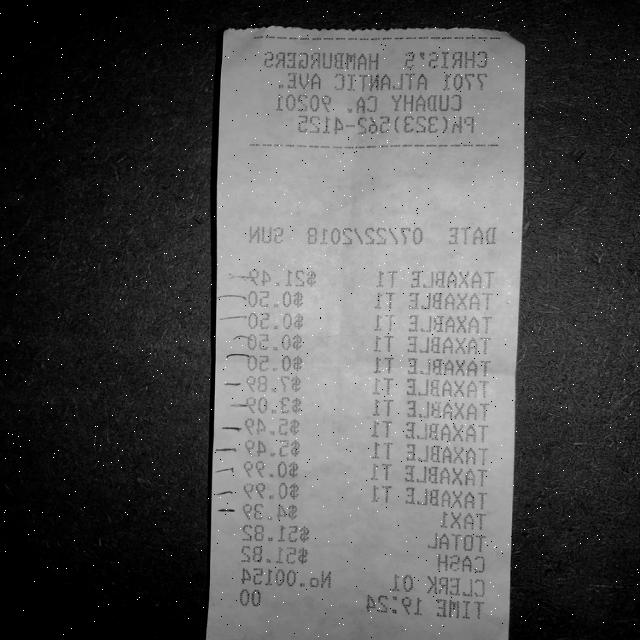 CHRIS'S HAMBURGERS
7701 ATLANTIC AVE.
CUDAHY CA. 90201
PH(323)562-4125
DATE 07/22/2018 SUN
TAXABLE T1 $21.49
TAXABLE T1 $0.50
TAXABLE T1 $0.50
TAXABLE T1 $0.50
TAXABLE T1 $0.50
TAXABLE T1 $7.89
TAXABLE T1 $3.09
TAXABLE T1 $5.49
TAXABLE T1 $5.49
TAXABLE T1 $0.99
TAXABLE T1 $0.99
TAX1 $4.39
TOTAL $51.82
CASH $51.82
CLERK 01 No.00154
TIME 19:24 00